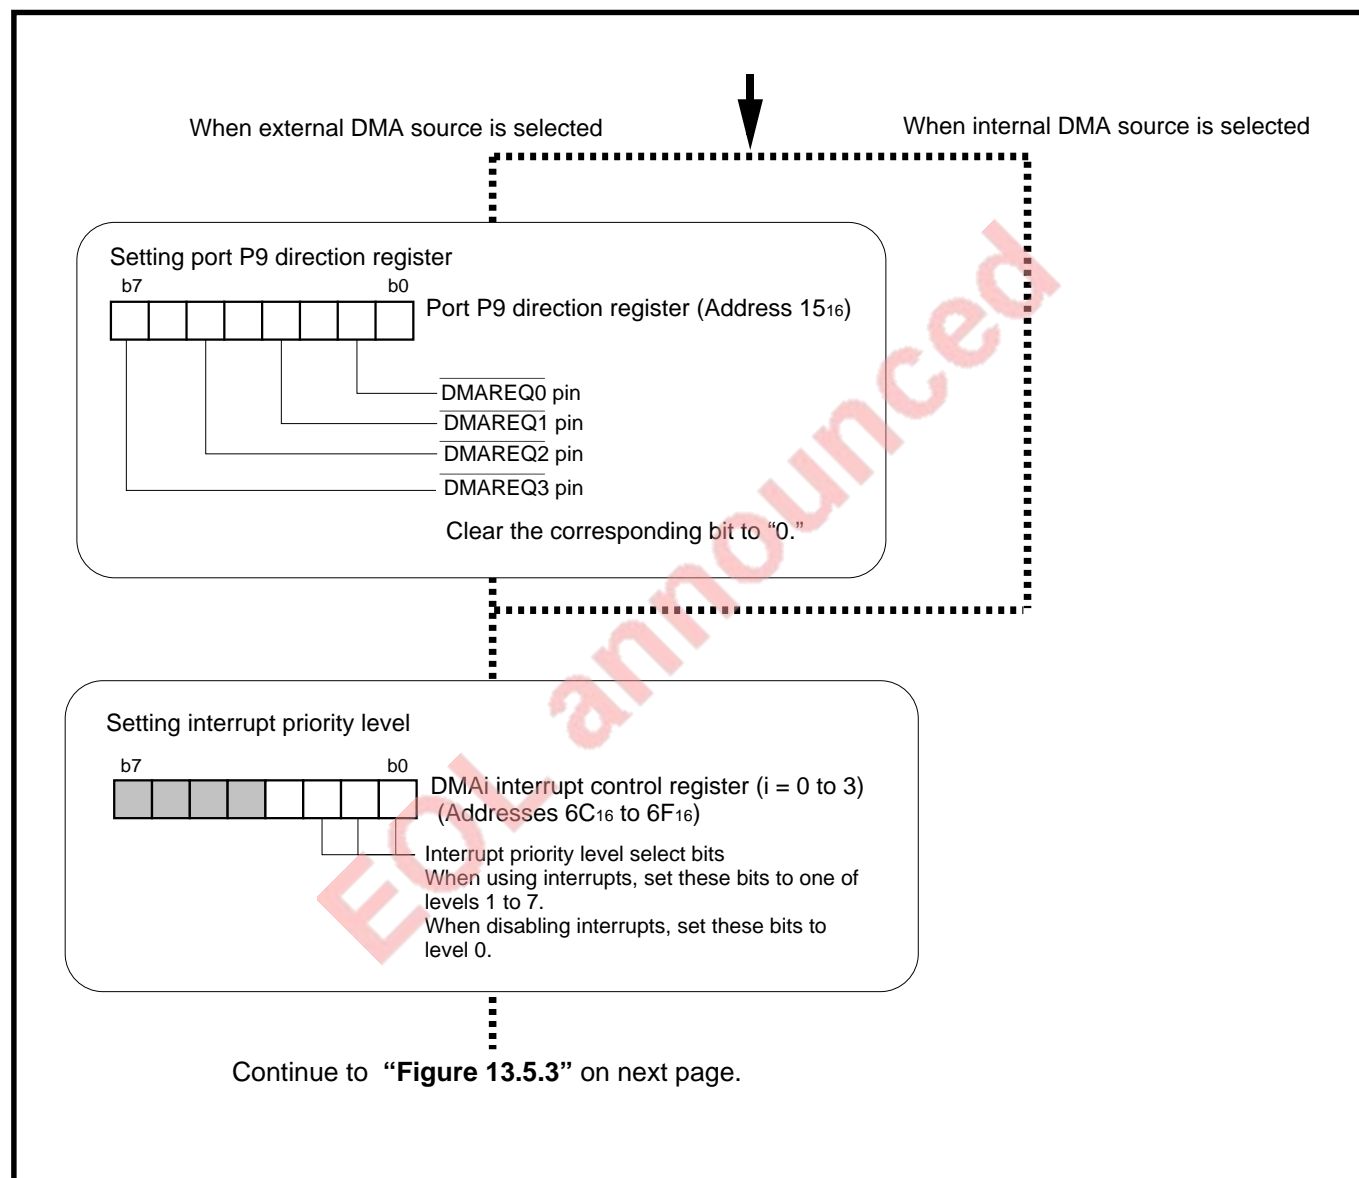 When external DMA source is selected
When internal DMA source is selected
Setting port P9 direction register
b7 b0
Port P9 direction register (Address 1516)
DMAREQ0 pin
DMAREQ1 pin
DMAREQ2 pin
DMAREQ3 pin
Clear the corresponding bit to “0.”
Setting interrupt priority level
b7 b0
DMAi interrupt control register (i = 0 to 3)
(Addresses 6C16 to 6F16)
Interrupt priority level select bits
When using interrupts, set these bits to one of
levels 1 to 7.
When disabling interrupts, set these bits to
level 0.
Continue to “Figure 13.5.3” on next page.
EOL announced